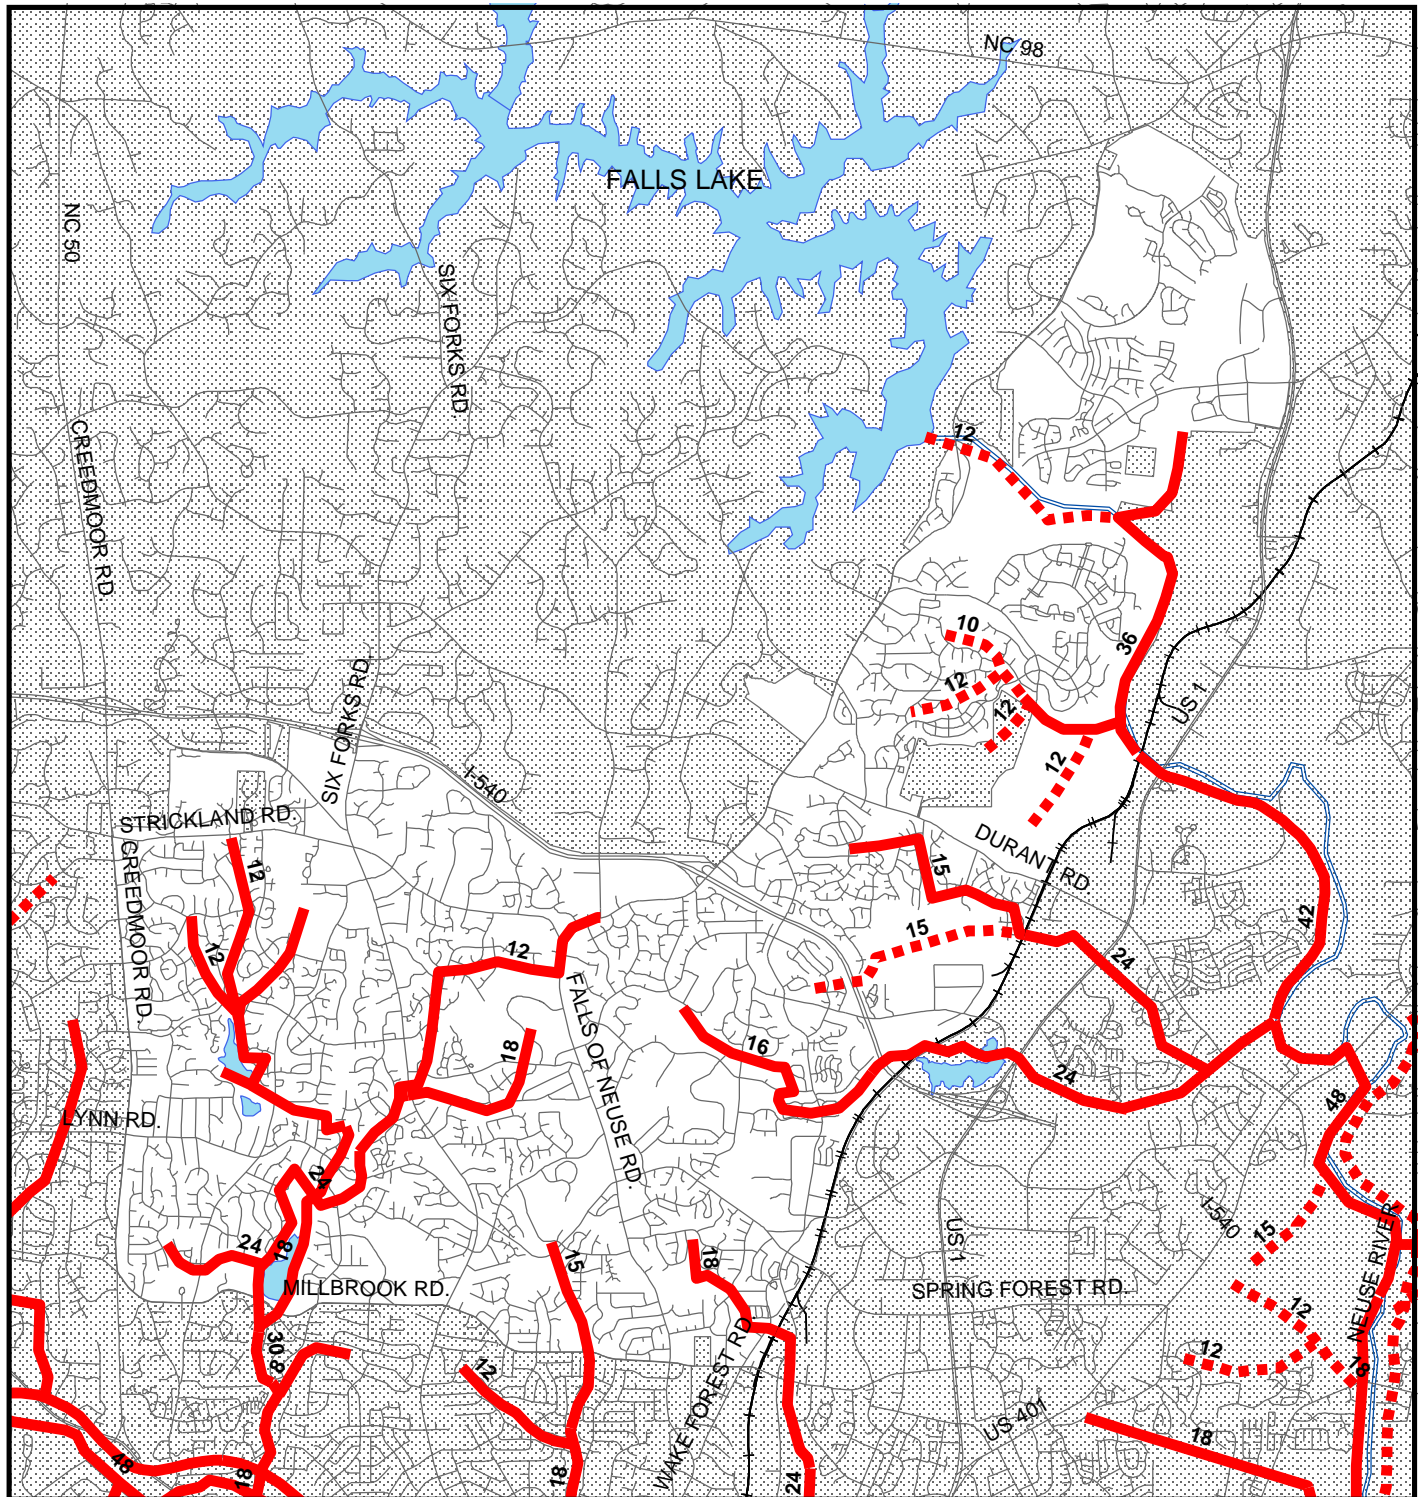 NC 98
FALLS LAKE
NC 50
SIX FORKS RD
CREEDMOOR RD
12
36
10
12
12
US 1
12
SIX FORKS RD.
I-540
STRICKLAND RD.
DURANT RD
CREEDMOOR RD.
12
15
42
15
12
12
24
FALLS OF NEUSE RD.
18
16
24
48
LYNN RD.
24
I-540
15
US 1
NEUSE RIVER
24
18
15
18
MILLBROOK RD.
SPRING FOREST RD.
12
30
8
12
12
18
WAKE FOREST RD
US 401
18
48
18
18
24